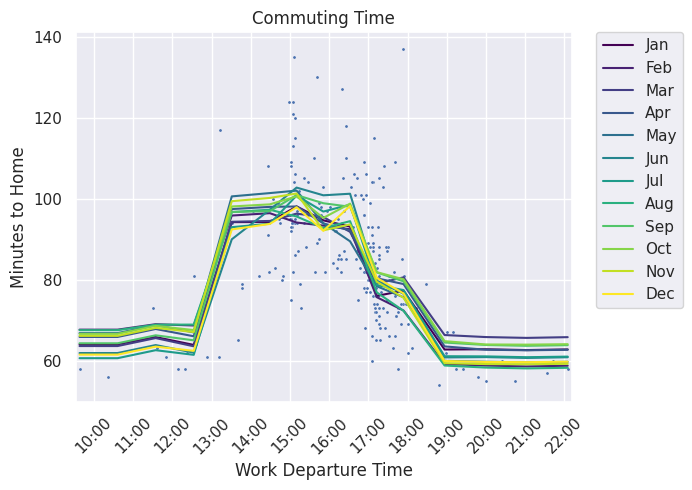 Commuting Time
140
120
100
80
60
Minutes to Home
10:00
11:00
12:00
13:00
14:00
15:00
16:00
17:00
18:00
19:00
20:00
21:00
22:00
Work Departure Time
Jan
Feb
Mar
Apr
May
Jun
Jul
Aug
Sep
Oct
Nov
Dec